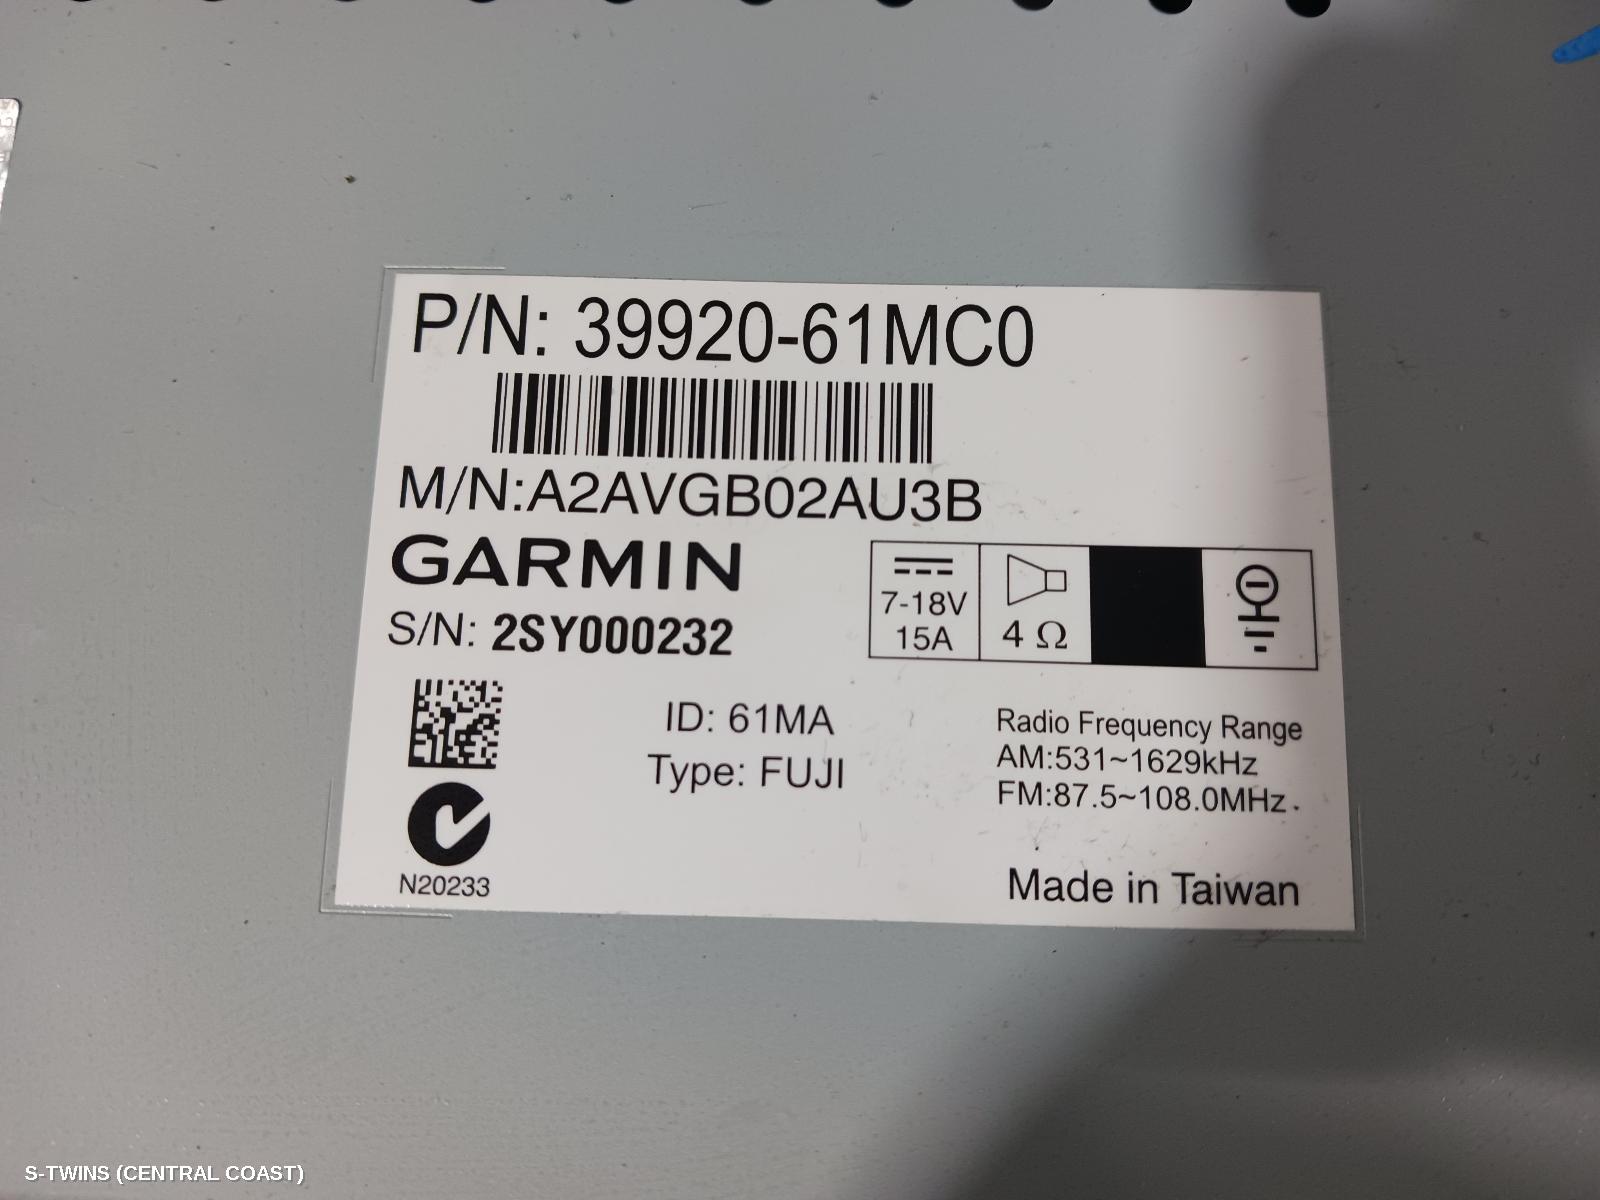 P/N: 39920-61MC0
M/N:A2AVGB02AU3B
GARMIN
S/N: 2SY000232
7-18V
15A
4 Ω
ID: 61MA
Type: FUJI
Radio Frequency Range
AM:531~1629kHz
FM:87.5~108.0MHz
N20233
Made in Taiwan
S-TWINS (CENTRAL COAST)